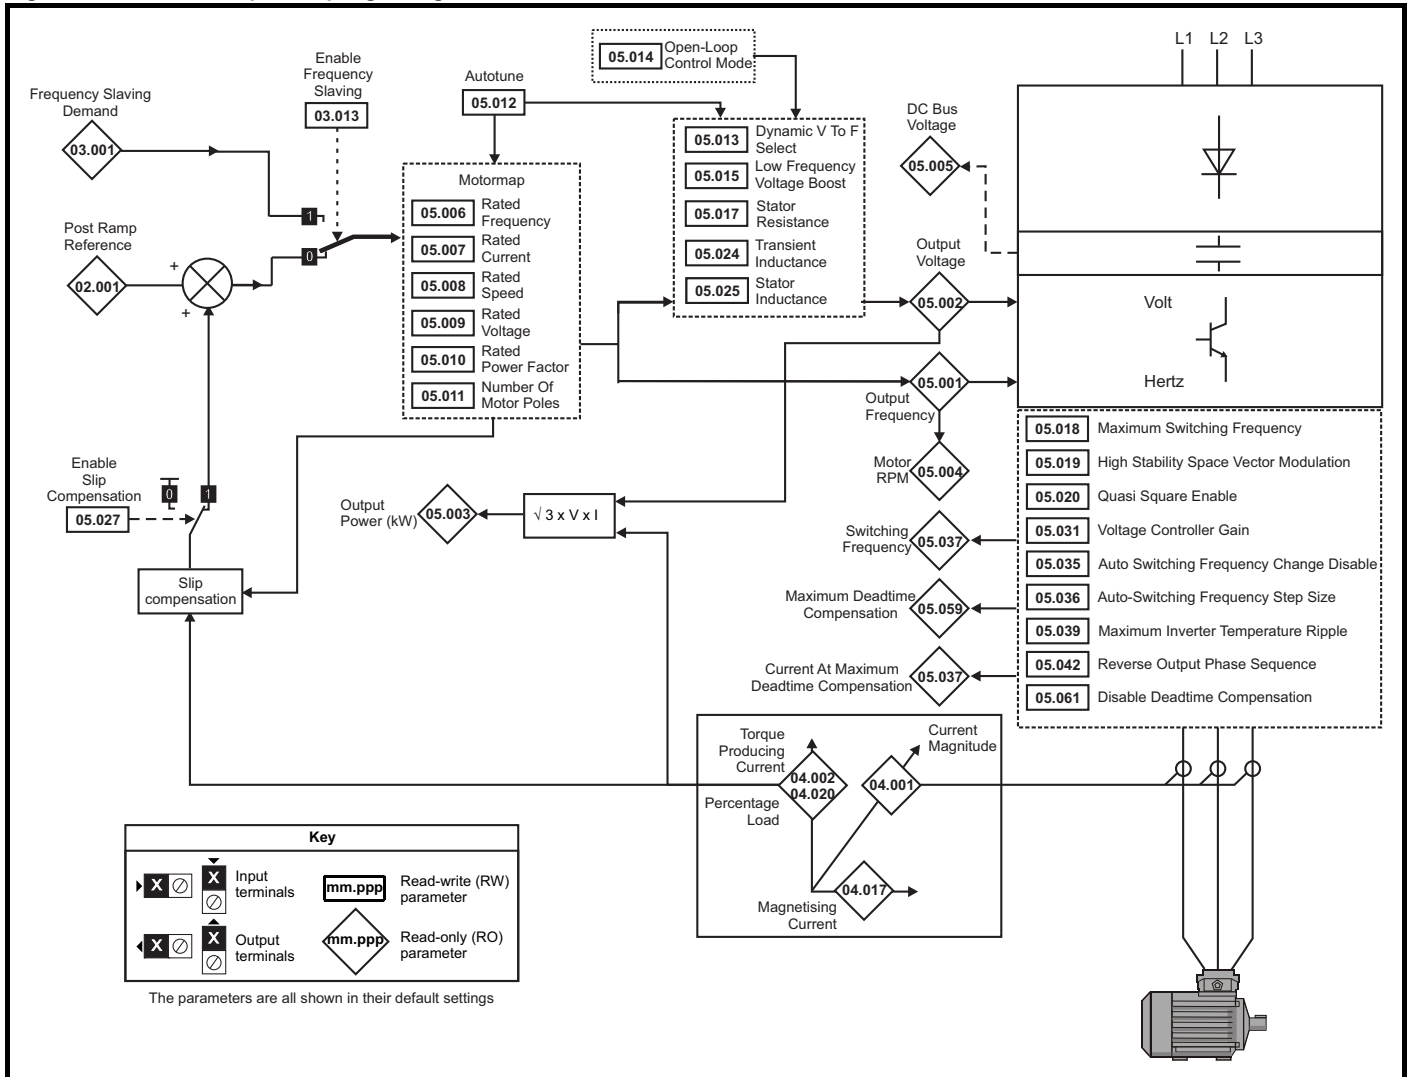 L1 L2 L3
05.014
Open-Loop
Control Mode
Enable
Frequency
Slaving
03.013
Autotune
05.012
Frequency Slaving
Demand
03.001
DC Bus
Voltage
05.005
05.013
Dynamic V To F
Select
05.015
Low Frequency
Voltage Boost
05.017
Stator
Resistance
05.024
Transient
Inductance
05.025
Stator
Inductance
Motormap
05.006
Rated
Frequency
05.007
Rated
Current
05.008
Rated
Speed
05.009
Rated
Voltage
05.010
Rated
Power Factor
05.011
Number Of
Motor Poles
1
0
Post Ramp
Reference
02.001
+
+
Output
Voltage
05.002
Volt
Hertz
05.001
Output
Frequency
Motor
RPM
05.004
05.018 Maximum Switching Frequency
05.019 High Stability Space Vector Modulation
05.020 Quasi Square Enable
05.031 Voltage Controller Gain
05.035 Auto Switching Frequency Change Disable
05.036 Auto-Switching Frequency Step Size
05.039 Maximum Inverter Temperature Ripple
05.042 Reverse Output Phase Sequence
05.061 Disable Deadtime Compensation
Enable
Slip
Compensation
05.027
0 1
Output
Power (kW)
05.003
√ 3 x V x I
Switching
Frequency
05.037
Slip
compensation
Maximum Deadtime
Compensation
05.059
Current At Maximum
Deadtime Compensation
05.037
Torque
Producing
Current
04.002
04.020
Percentage
Load
Current
Magnitude
04.001
04.017
Magnetising
Current
Key
X X
Input
terminals
mm.ppp
Read-write (RW)
parameter
X X
Output
terminals
mm.ppp
Read-only (RO)
parameter
The parameters are all shown in their default settings